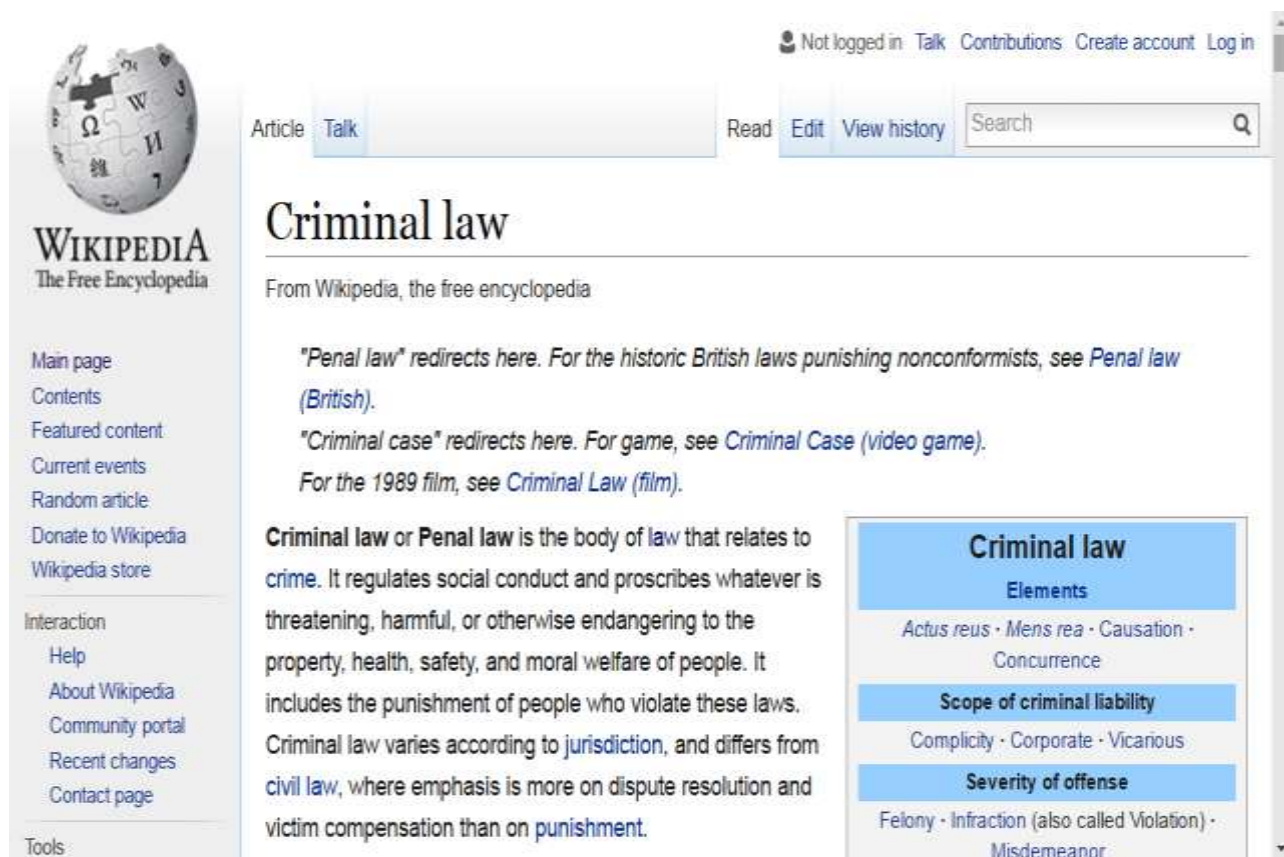 Not logged in Talk Contributions Create account Log in
Article Talk Read Edit View history Search
WIKIPEDIA
The Free Encyclopedia
Main page
Contents
Featured content
Current events
Random article
Donate to Wikipedia
Wikipedia store
Interaction
Help
About Wikipedia
Community portal
Recent changes
Contact page
Tools
Criminal law
From Wikipedia, the free encyclopedia
"Penal law" redirects here. For the historic British laws punishing nonconformists, see Penal law
(British).
"Criminal case" redirects here. For game, see Criminal Case (video game).
For the 1989 film, see Criminal Law (film).
Criminal law or Penal law is the body of law that relates to
crime. It regulates social conduct and proscribes whatever is
threatening, harmful, or otherwise endangering to the
property, health, safety, and moral welfare of people. It
includes the punishment of people who violate these laws.
Criminal law varies according to jurisdiction, and differs from
civil law, where emphasis is more on dispute resolution and
victim compensation than on punishment.
Criminal law
Elements
Actus reus · Mens rea · Causation ·
Concurrence
Scope of criminal liability
Complicity · Corporate · Vicarious
Severity of offense
Felony · Infraction (also called Violation) ·
Misdemeanor